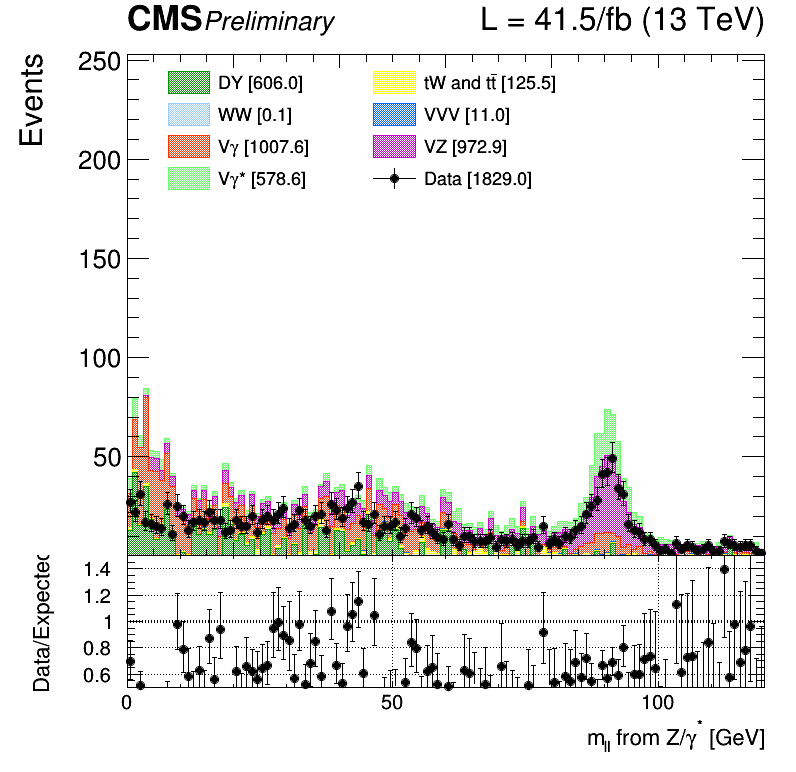 CMS Preliminary L = 41.5/fb (13 TeV)
Events
250
200
150
100
50
DY [606.0]
WW [0.1]
Vγ [1007.6]
Vγ* [578.6]
tW and tt̄ [125.5]
VVV [11.0]
VZ [972.9]
Data [1829.0]
Data/Expected
1.4
1.2
1
0.8
0.6
0 50 100
m_ll from Z/γ* [GeV]